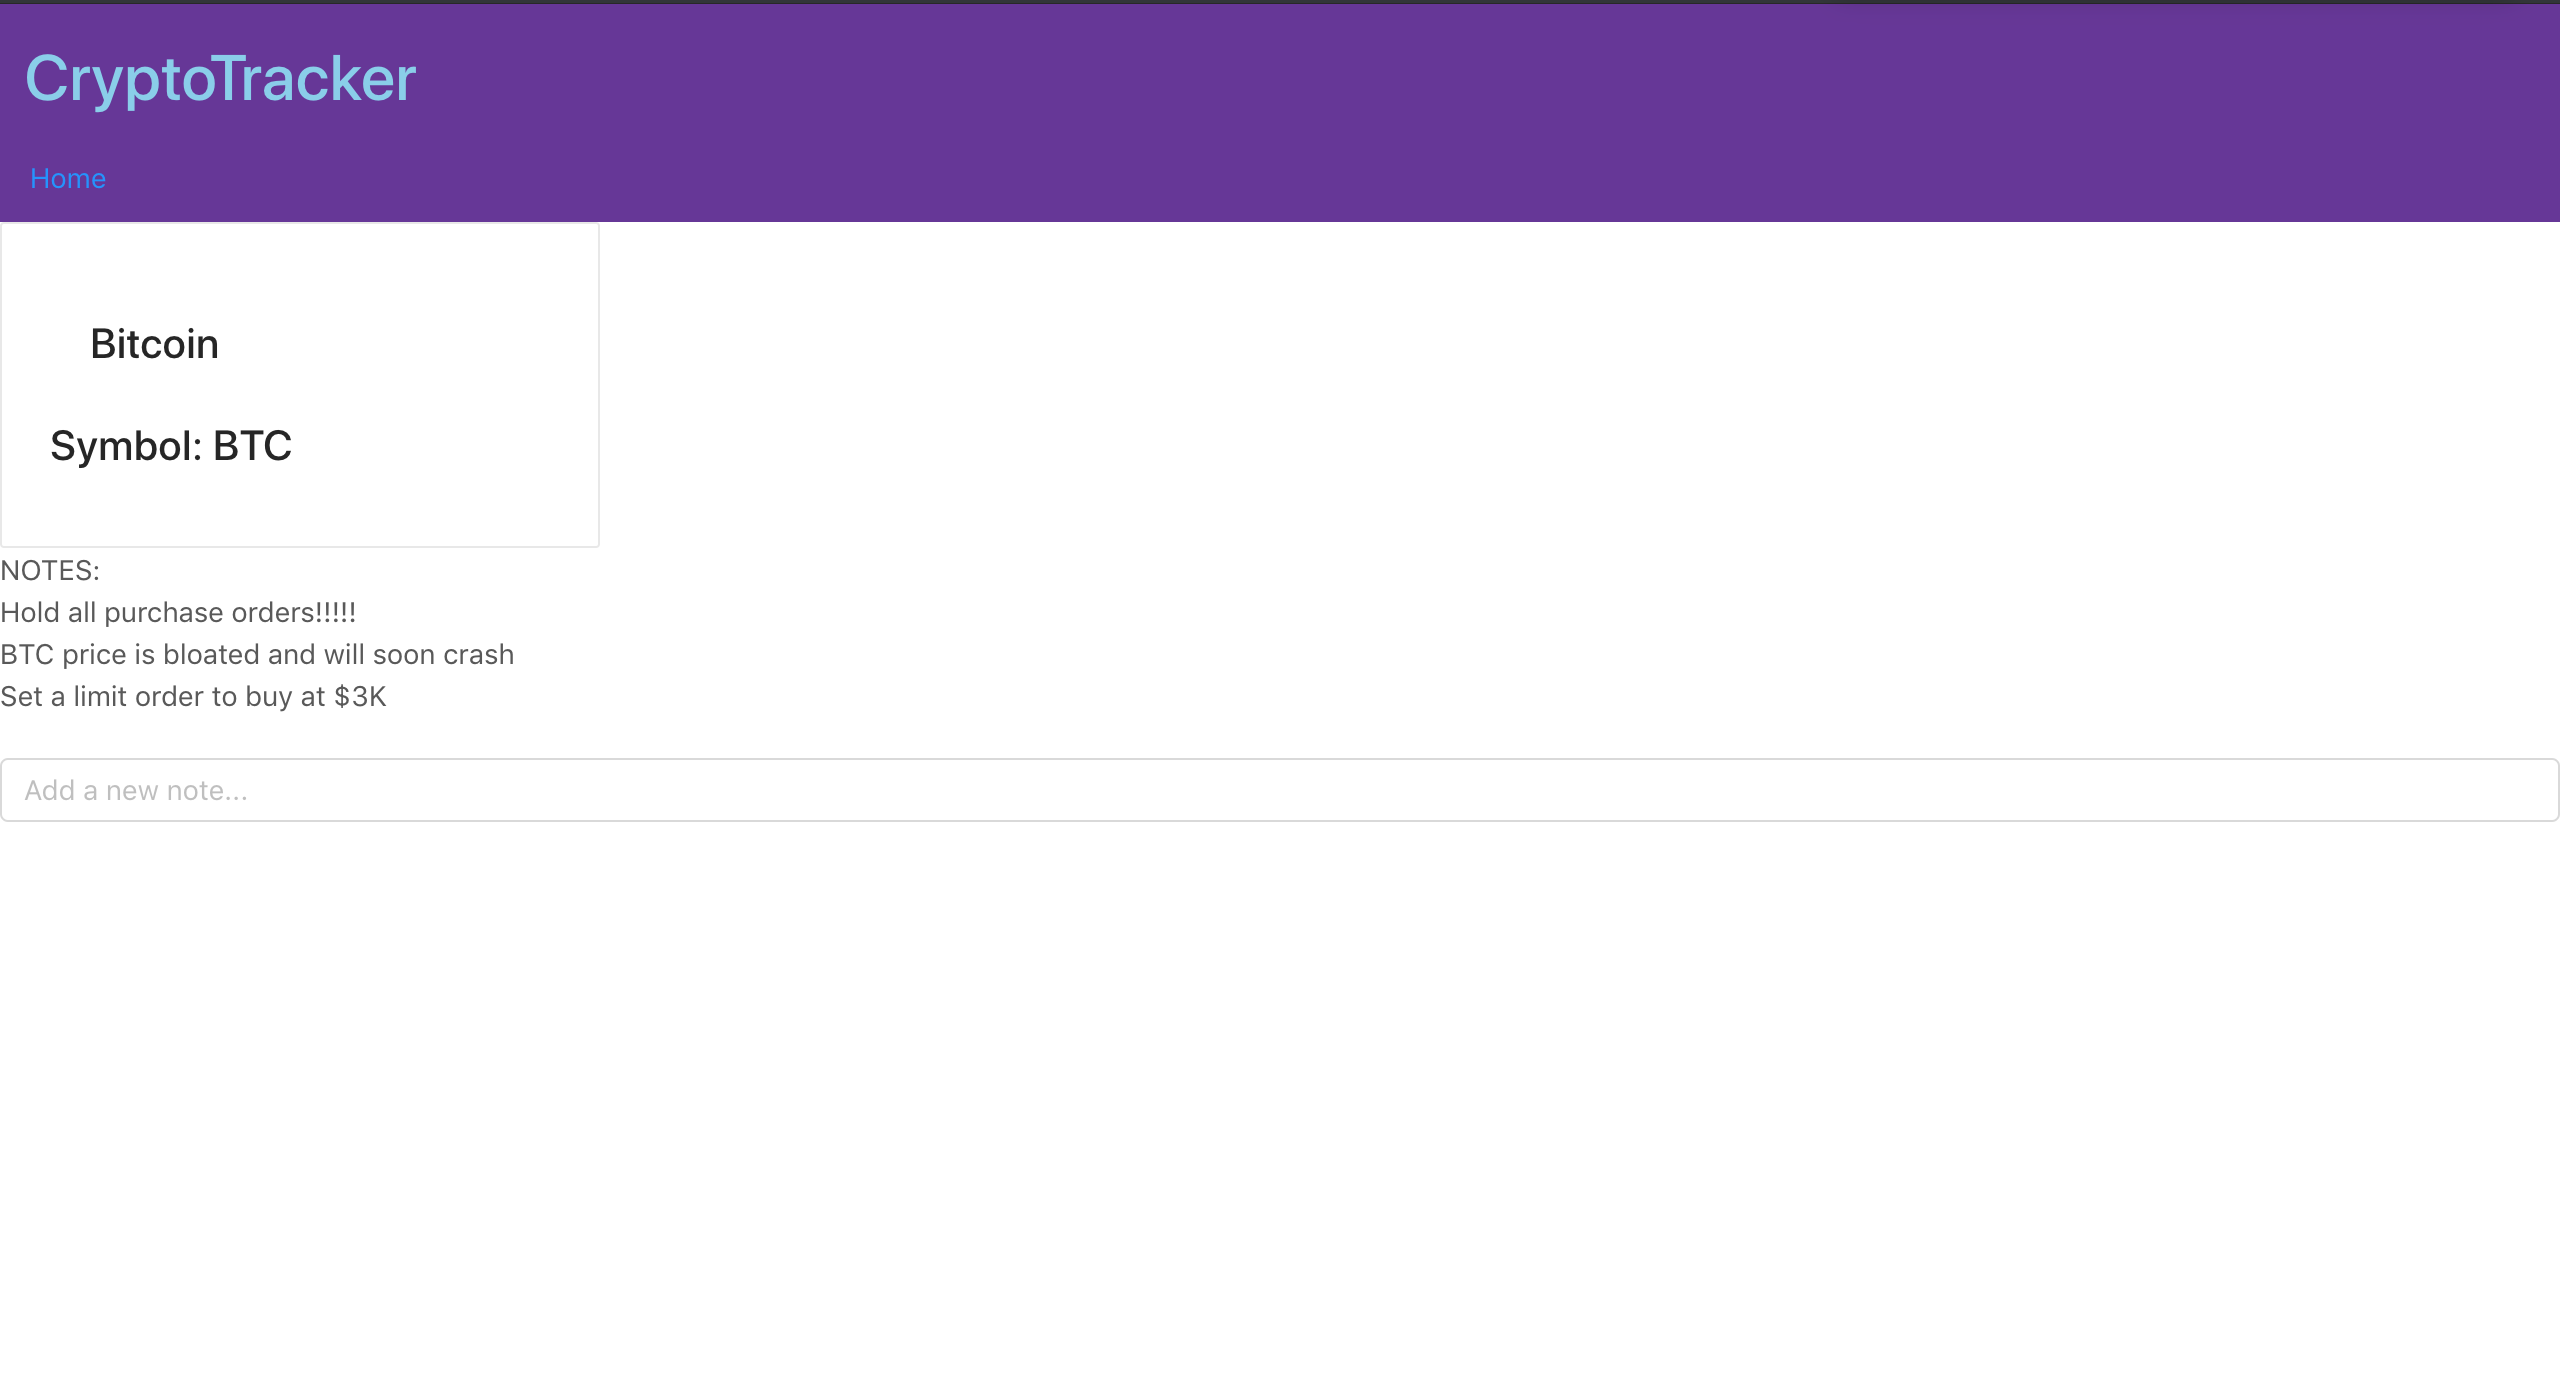 CryptoTracker
Home
Bitcoin
Symbol: BTC
NOTES:
Hold all purchase orders!!!!!
BTC price is bloated and will soon crash
Set a limit order to buy at $3K
Add a new note...